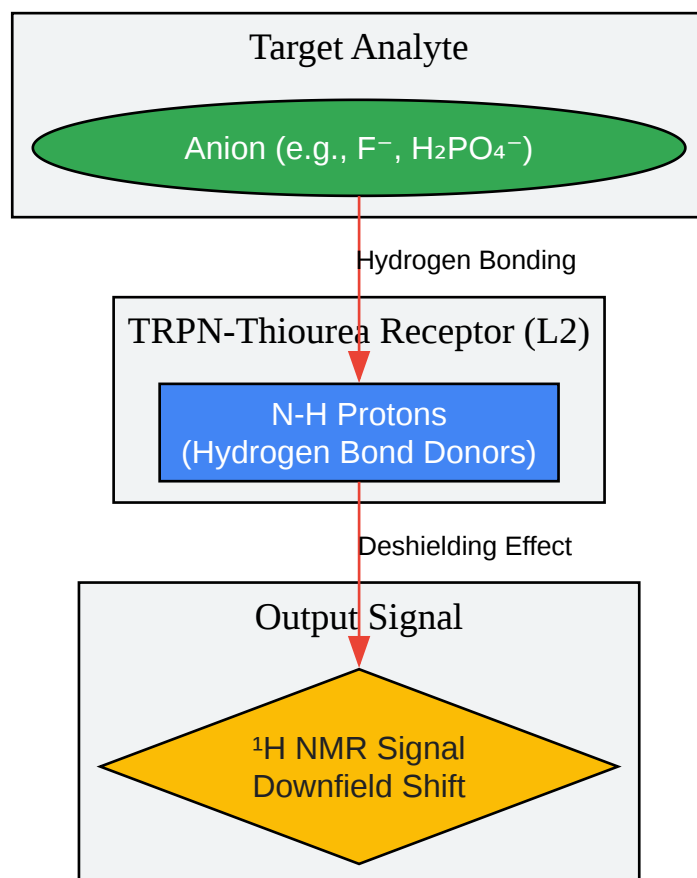 Target Analyte
Anion (e.g., F⁻, H₂PO₄⁻)
Hydrogen Bonding
TRPN-Thiourea Receptor (L2)
N-H Protons
(Hydrogen Bond Donors)
Deshielding Effect
Output Signal
¹H NMR Signal
Downfield Shift